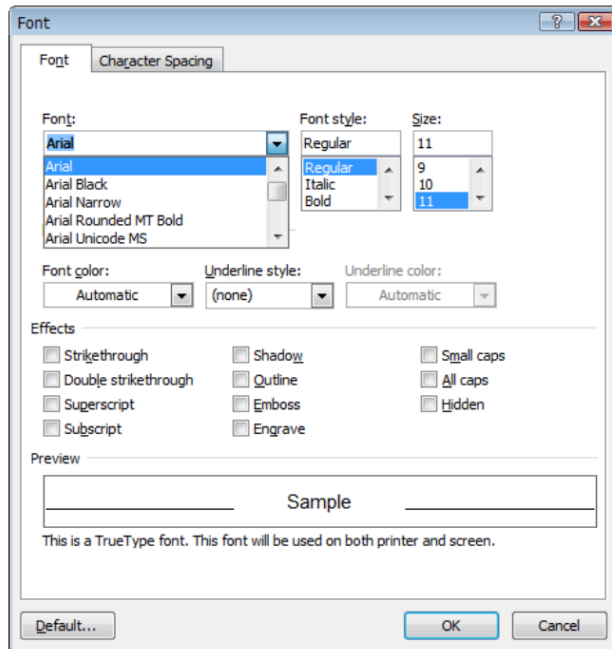 Font
?
X
Font
Character Spacing
Font:
Font style:
Size:
Arial
Regular
11
Arial
Regular
9
Arial Black
Italic
10
Arial Narrow
Bold
11
Arial Rounded MT Bold
Arial Unicode MS
Font color:
Underline style:
Underline color:
Automatic
(none)
Automatic
Effects
Strikethrough
Shadow
Small caps
Double strikethrough
Outline
All caps
Superscript
Emboss
Hidden
Subscript
Engrave
Preview
Sample
This is a TrueType font. This font will be used on both printer and screen.
Default...
OK
Cancel